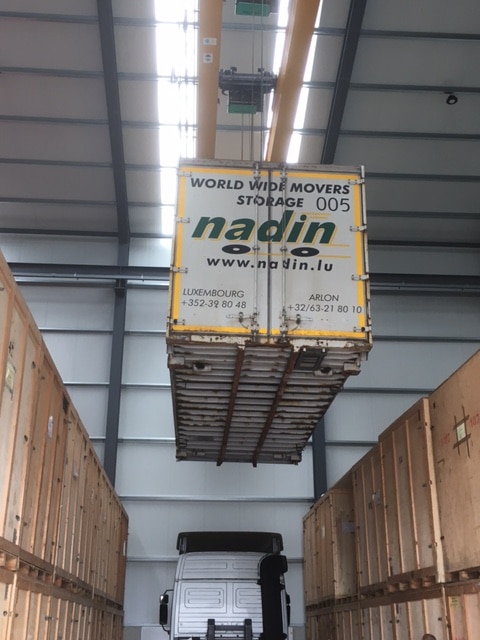 WORLD WIDE MOVERS
STORAGE 005
nadin
www.nadin.lu
LUXEMBOURG
+352-39 80 48
ARLON
+32/63-21 80 10